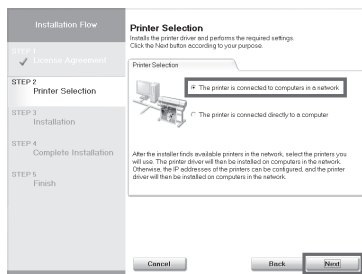 Installation Flow
STEP 1
License Agreement
STEP 2
Printer Selection
STEP 3
Installation
STEP 4
Complete Installation
STEP 5
Finish
Printer Selection
Installs the printer driver and performs the required settings.
Click the Next button according to your purpose.
Printer Selection
The printer is connected to computers in a network
The printer is connected directly to a computer
After the installer finds available printers in the network, select the printers you
will use. The printer driver will then be installed on computers in the network.
Otherwise, the IP addresses of the printers can be configured, and the printer
driver will then be installed on computers in the network.
Cancel
Back
Next